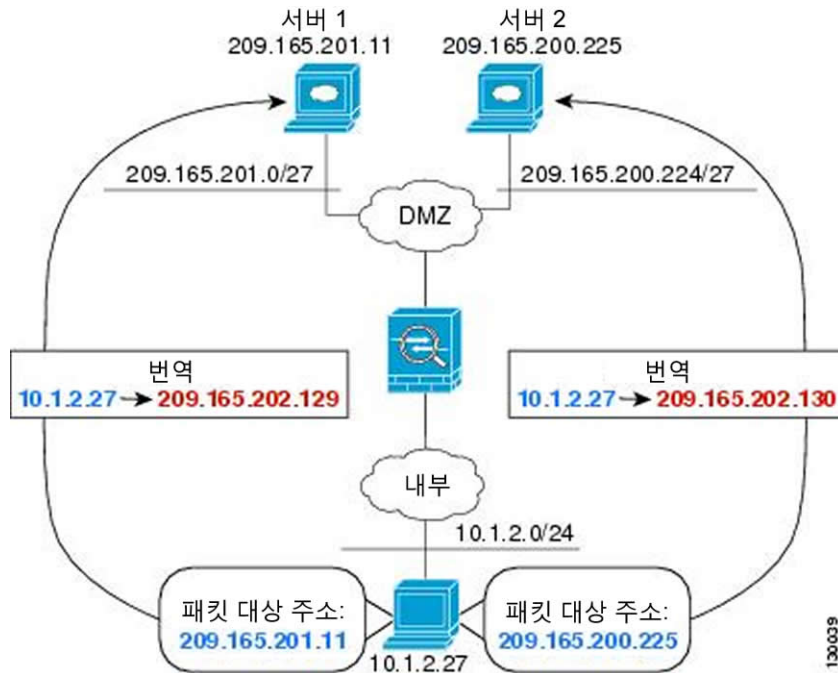 서버 1
209.165.201.11
서버 2
209.165.200.225
209.165.201.0/27
209.165.200.224/27
DMZ
번역
10.1.2.27 → 209.165.202.129
번역
10.1.2.27 → 209.165.202.130
내부
10.1.2.0/24
패킷 대상 주소:
209.165.201.11
패킷 대상 주소:
209.165.200.225
10.1.2.27
130039